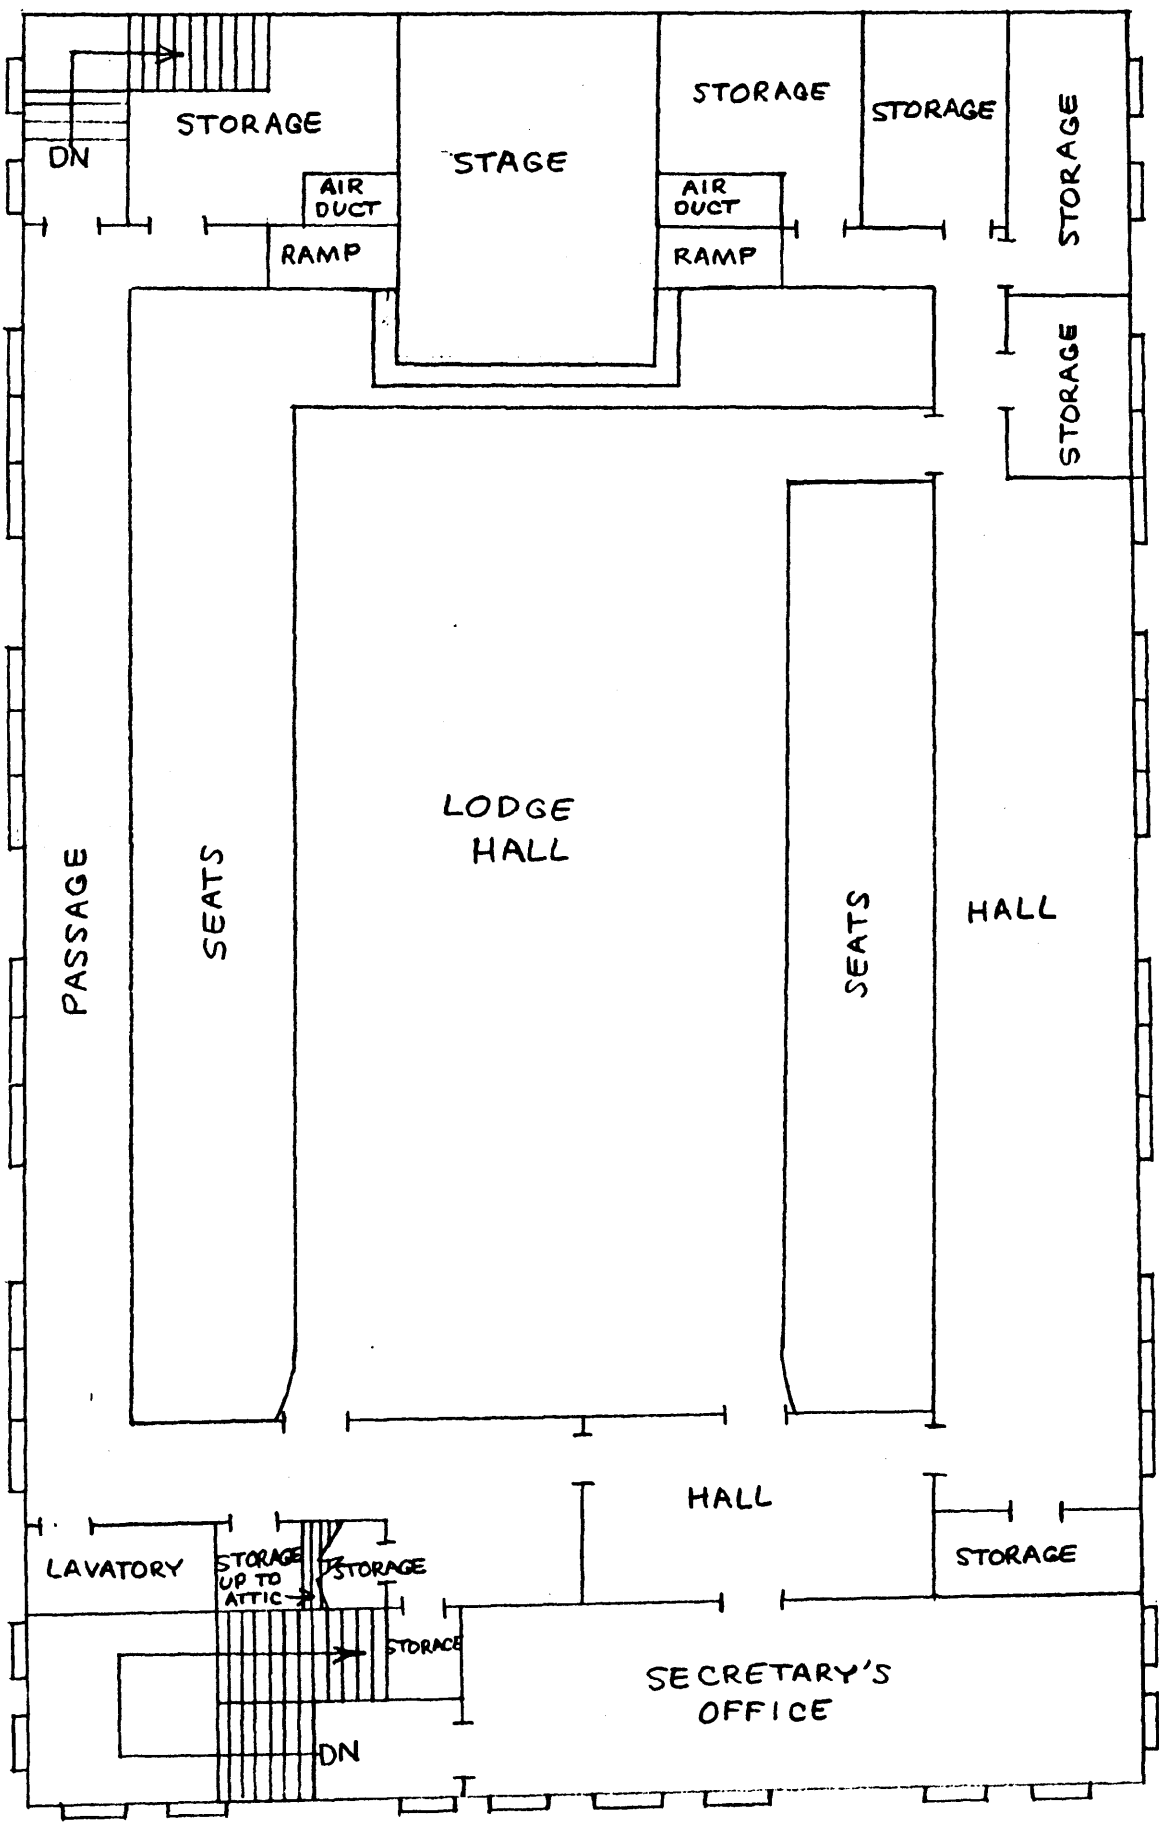 STORAGE
STORAGE
STORAGE
STORAGE
DN
STAGE
AIR
DUCT
AIR
DUCT
RAMP
RAMP
STORAGE
LODGE
HALL
PASSAGE
SEATS
SEATS
HALL
HALL
LAVATORY
STORAGE
UP TO
ATTIC
STORAGE
STORAGE
STORAGE
SECRETARY'S
OFFICE
DN